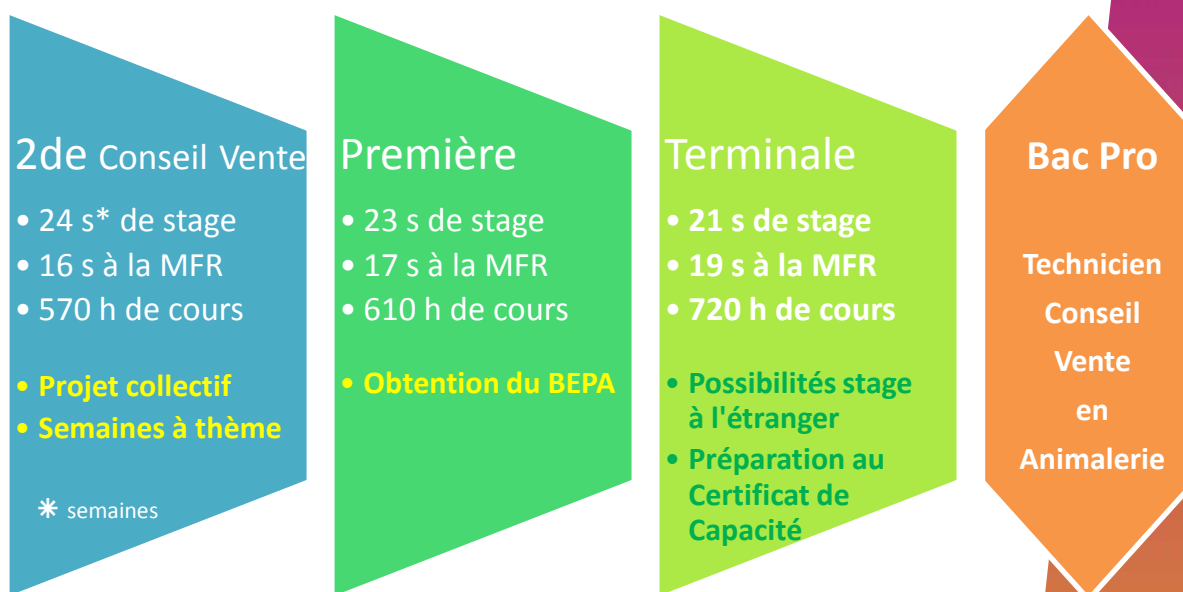 2de Conseil Vente
• 24 s* de stage
• 16 s à la MFR
• 570 h de cours
• Projet collectif
• Semaines à thème
* semaines
Première
• 23 s de stage
• 17 s à la MFR
• 610 h de cours
• Obtention du BEPA
Terminale
• 21 s de stage
• 19 s à la MFR
• 720 h de cours
• Possibilités stage
à l'étranger
• Préparation au
Certificat de
Capacité
Bac Pro
Technicien
Conseil
Vente
en
Animalerie